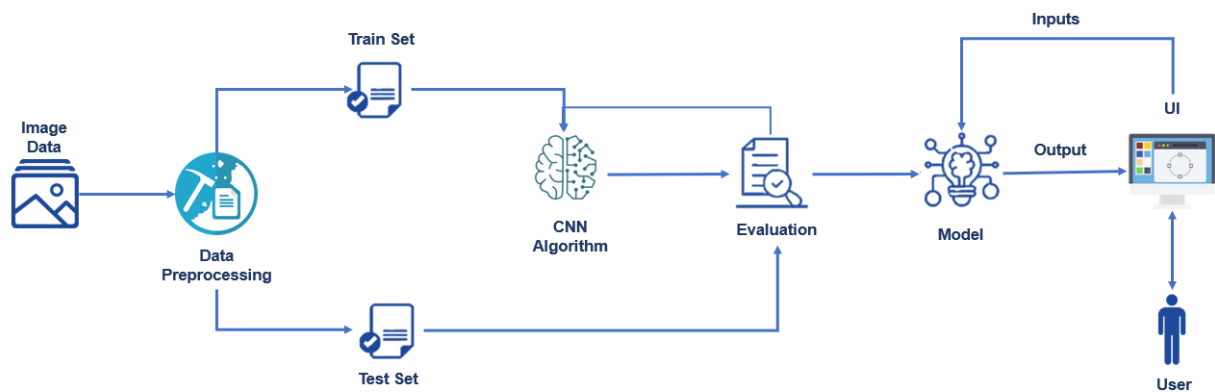 Inputs
Train Set
UI
Image
Data
Output
CNN
Algorithm
Evaluation
Model
Data
Preprocessing
Test Set
User